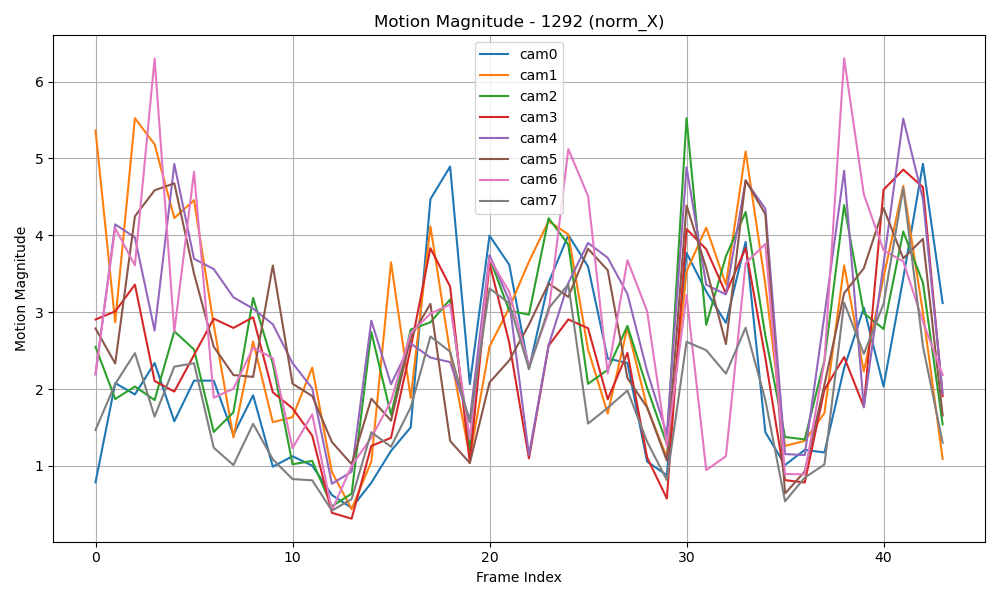 Motion Magnitude - 1292 (norm_X)
cam0
cam1
cam2
cam3
cam4
cam5
cam6
cam7
Motion Magnitude
6
5
4
3
2
1
0 10 20 30 40
Frame Index